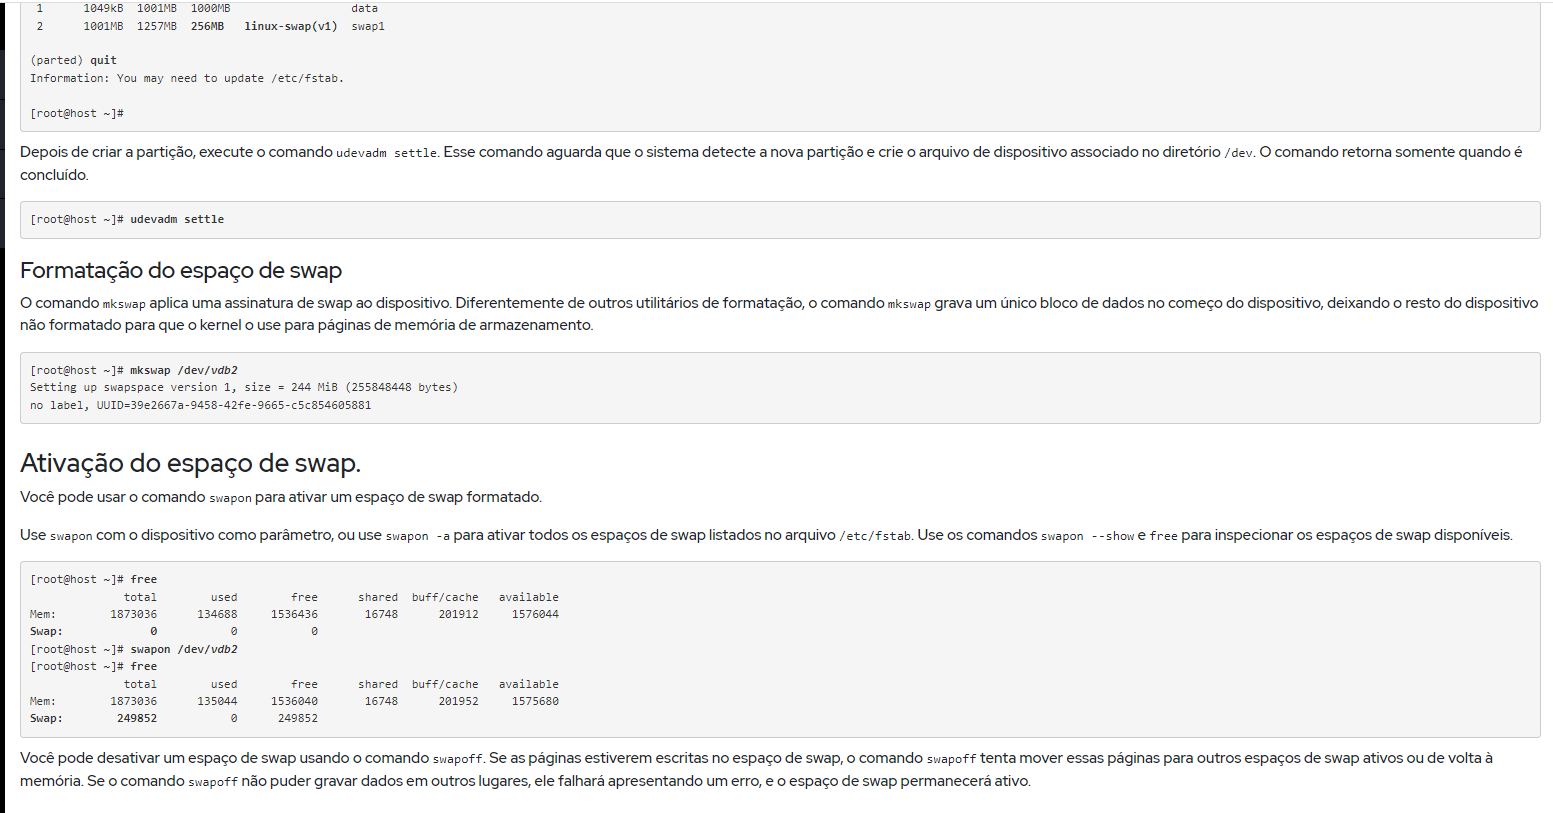 1      1049kB  1001MB  1000MB                  data
2      1001MB  1257MB  256MB   linux-swap(v1)  swap1
(parted) quit
Information: You may need to update /etc/fstab.
[root@host ~]#
Depois de criar a partição, execute o comando udevadm settle. Esse comando aguarda que o sistema detecte a nova partição e crie o arquivo de dispositivo associado no diretório /dev. O comando retorna somente quando é
concluído.
[root@host ~]# udevadm settle
Formatação do espaço de swap
O comando mkswap aplica uma assinatura de swap ao dispositivo. Diferentemente de outros utilitários de formatação, o comando mkswap grava um único bloco de dados no começo do dispositivo, deixando o resto do dispositivo
não formatado para que o kernel o use para páginas de memória de armazenamento.
[root@host ~]# mkswap /dev/vdb2
Setting up swapspace version 1, size = 244 MiB (255848448 bytes)
no label, UUID=39e2667a-9458-42fe-9665-c5c854605881
Ativação do espaço de swap.
Você pode usar o comando swapon para ativar um espaço de swap formatado.
Use swapon com o dispositivo como parâmetro, ou use swapon -a para ativar todos os espaços de swap listados no arquivo /etc/fstab. Use os comandos swapon --show e free para inspecionar os espaços de swap disponíveis.
[root@host ~]# free
              total        used        free      shared  buff/cache   available
Mem:        1873036      134688     1536436       16748      201912     1576044
Swap:             0           0           0
[root@host ~]# swapon /dev/vdb2
[root@host ~]# free
              total        used        free      shared  buff/cache   available
Mem:        1873036      135044     1536040       16748      201952     1575680
Swap:        249852           0      249852
Você pode desativar um espaço de swap usando o comando swapoff. Se as páginas estiverem escritas no espaço de swap, o comando swapoff tenta mover essas páginas para outros espaços de swap ativos ou de volta à
memória. Se o comando swapoff não puder gravar dados em outros lugares, ele falhará apresentando um erro, e o espaço de swap permanecerá ativo.